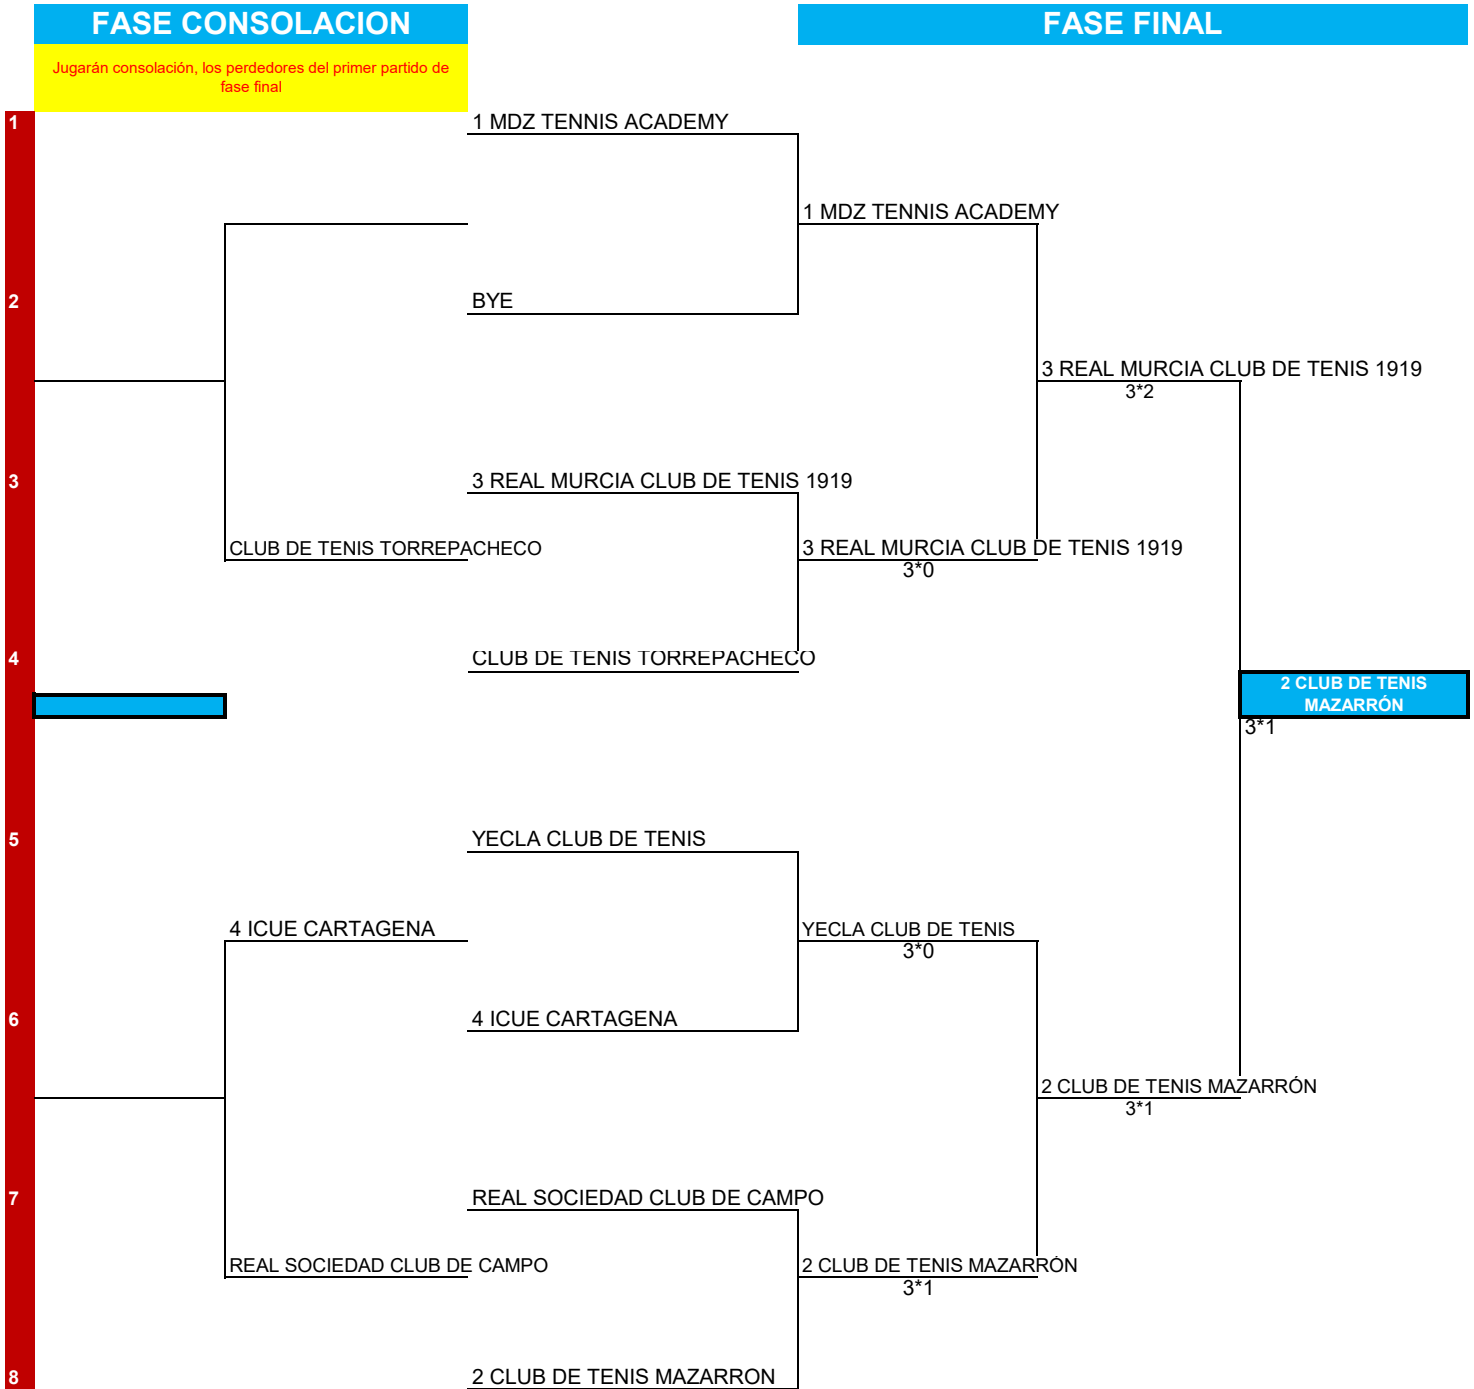 FASE CONSOLACION
FASE FINAL
Jugarán consolación, los perdedores del primer partido de
fase final
1
1 MDZ TENNIS ACADEMY
1 MDZ TENNIS ACADEMY
2
BYE
3 REAL MURCIA CLUB DE TENIS 1919
3*2
3
3 REAL MURCIA CLUB DE TENIS 1919
CLUB DE TENIS TORREPACHECO
3 REAL MURCIA CLUB DE TENIS 1919
3*0
4
CLUB DE TENIS TORREPACHECO
2 CLUB DE TENIS
MAZARRÓN
3*1
5
YECLA CLUB DE TENIS
4 ICUE CARTAGENA
YECLA CLUB DE TENIS
3*0
6
4 ICUE CARTAGENA
2 CLUB DE TENIS MAZARRÓN
3*1
7
REAL SOCIEDAD CLUB DE CAMPO
REAL SOCIEDAD CLUB DE CAMPO
2 CLUB DE TENIS MAZARRÓN
3*1
8
2 CLUB DE TENIS MAZARRON